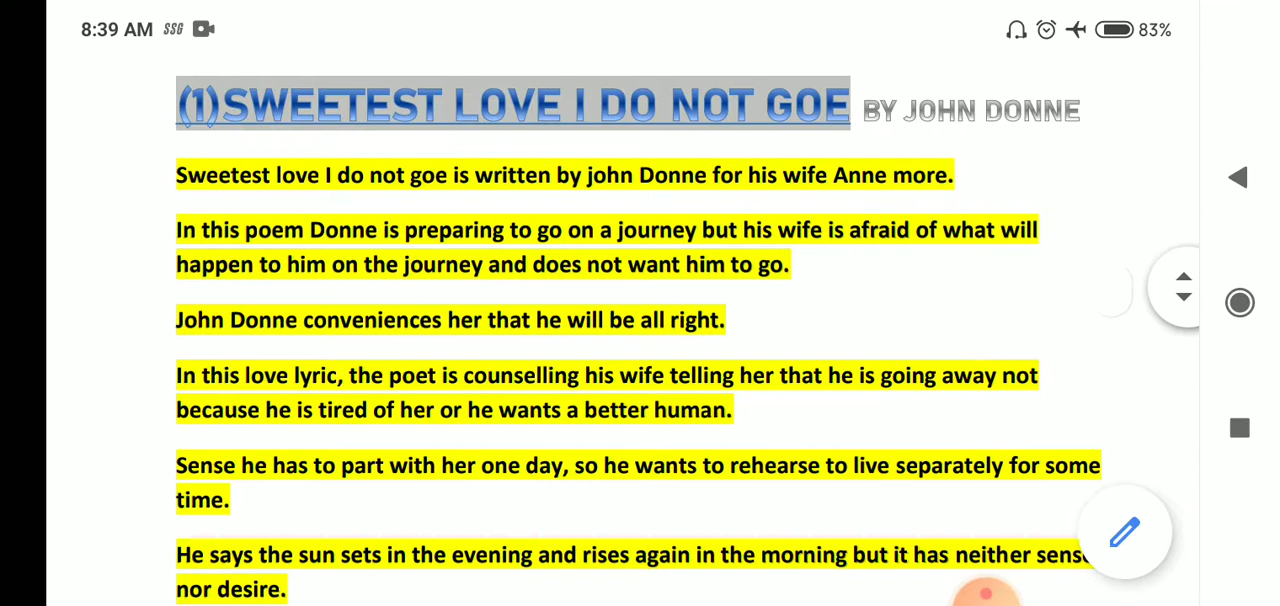 8:39 AM SSG 83%
(1)SWEETEST LOVE I DO NOT GOE BY JOHN DONNE
Sweetest love I do not goe is written by john Donne for his wife Anne more.
In this poem Donne is preparing to go on a journey but his wife is afraid of what will
happen to him on the journey and does not want him to go.
John Donne conveniences her that he will be all right.
In this love lyric, the poet is counselling his wife telling her that he is going away not
because he is tired of her or he wants a better human.
Sense he has to part with her one day, so he wants to rehearse to live separately for some
time.
He says the sun sets in the evening and rises again in the morning but it has neither sense
nor desire.